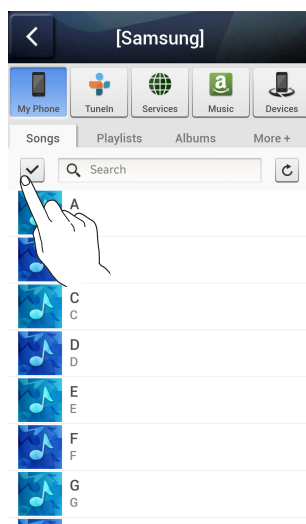 [Samsung]
My Phone TuneIn Services Music Devices
Songs Playlists Albums More +
Search
A
C
C
D
D
E
E
F
F
G
G